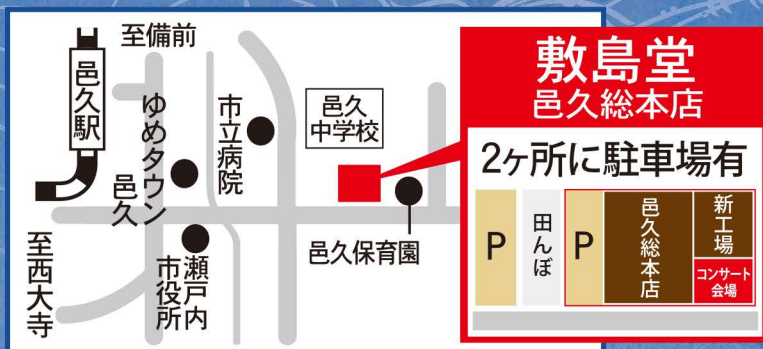 至備前
邑久駅
ゆめタウン
邑久
市立病院
邑久
中学校
邑久保育園
至西大寺
瀬戸内
市役所
敷島堂
邑久総本店
2ヶ所に駐車場有
P
田んぼ
P
邑久総本店
新工場
コンサート
会場